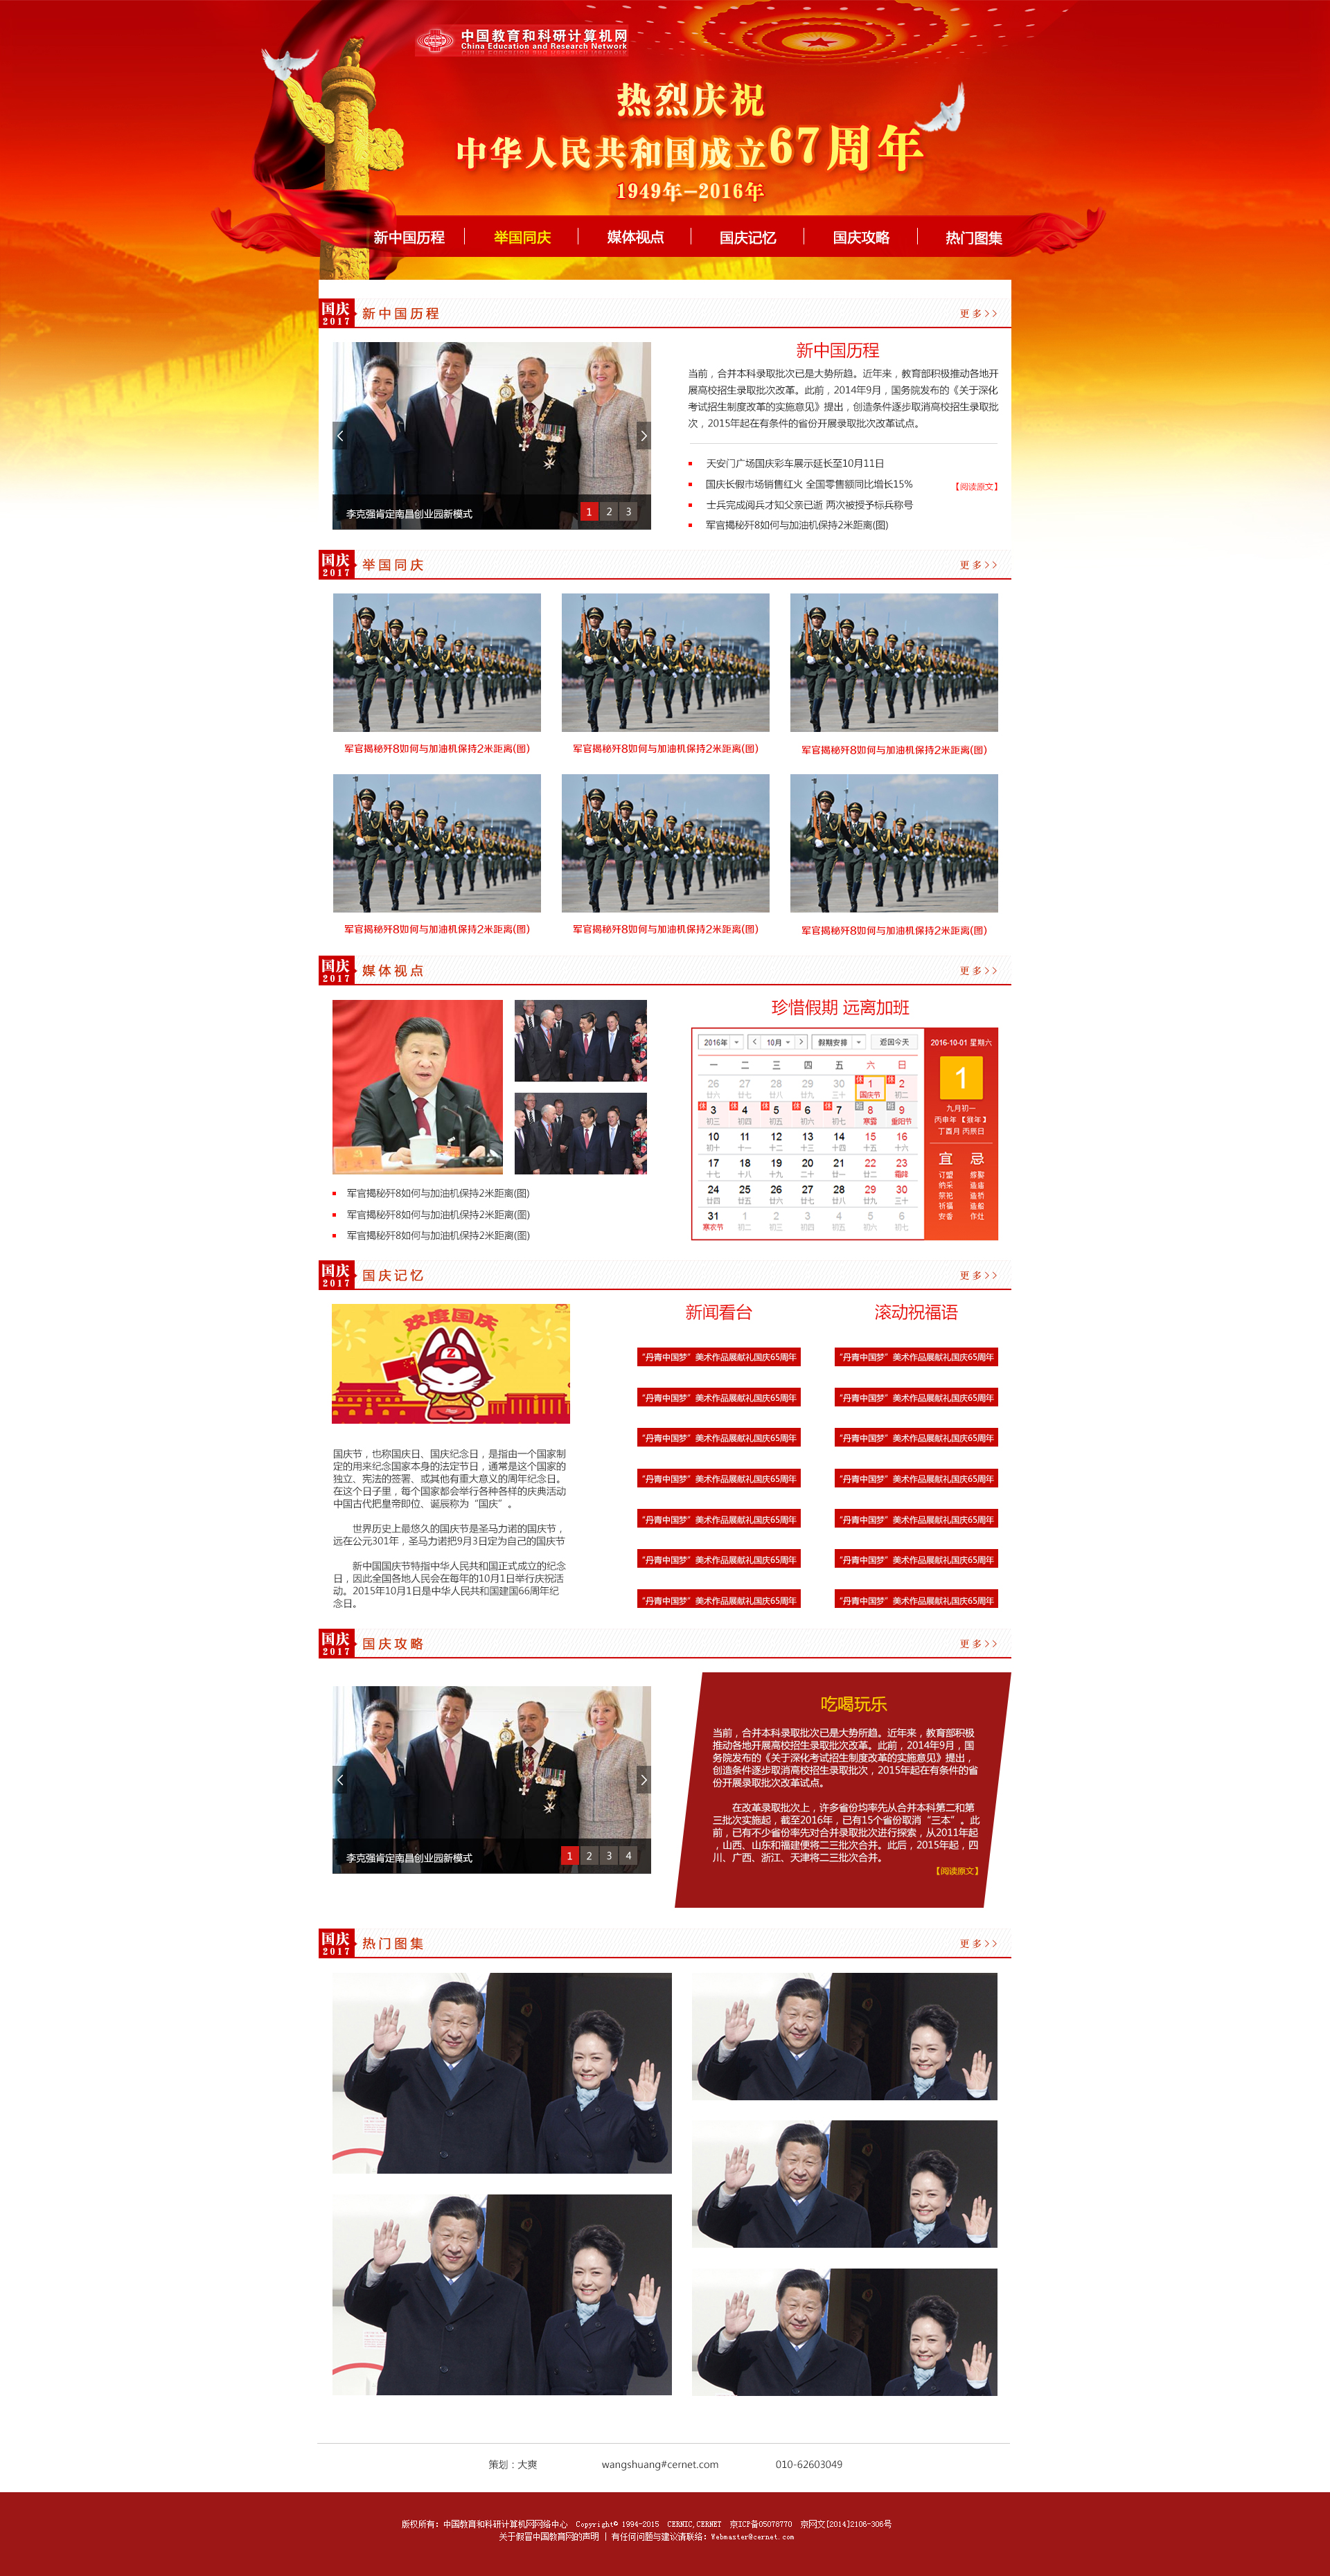 中国教育和科研计算机网
China Education and Research Network
热烈庆祝
中华人民共和国成立67周年
1949年—2016年
新中国历程
举国同庆
媒体视点
国庆记忆
国庆攻略
热门图集
国庆
2017
新中国历程
更多>>
李克强肯定南昌创业园新模式
1 2 3
新中国历程
当前，合并本科录取批次已是大势所趋。近年来，教育部积极推动各地开
展高校招生录取批次改革。此前，2014年9月，国务院发布的《关于深化
考试招生制度改革的实施意见》提出，创造条件逐步取消高校招生录取批
次，2015年起在有条件的省份开展录取批次改革试点。
天安门广场国庆彩车展示延长至10月11日
国庆长假市场销售红火 全国零售额同比增长15%
【阅读原文】
士兵完成阅兵才知父亲已逝 两次被授予标兵称号
军官揭秘歼8如何与加油机保持2米距离(图)
国庆
2017
举国同庆
更多>>
军官揭秘歼8如何与加油机保持2米距离(图)
军官揭秘歼8如何与加油机保持2米距离(图)
军官揭秘歼8如何与加油机保持2米距离(图)
军官揭秘歼8如何与加油机保持2米距离(图)
军官揭秘歼8如何与加油机保持2米距离(图)
军官揭秘歼8如何与加油机保持2米距离(图)
国庆
2017
媒体视点
更多>>
军官揭秘歼8如何与加油机保持2米距离(图)
军官揭秘歼8如何与加油机保持2米距离(图)
军官揭秘歼8如何与加油机保持2米距离(图)
珍惜假期 远离加班
2016年 < 10月 > 假期安排 返回今天
一 二 三 四 五 六 日
26 27 28 29 30 休 1 休 2
廿六 廿七 廿八 廿九 三十 国庆节 初二
休 3 休 4 休 5 休 6 休 7 班 8 班 9
初三 初四 初五 初六 初七 寒露 重阳节
10 11 12 13 14 15 16
初十 十一 十二 十三 十四 十五 十六
17 18 19 20 21 22 23
十七 十八 十九 二十 廿一 廿二 霜降
24 25 26 27 28 29 30
廿四 廿五 廿六 廿七 廿八 廿九 三十
31 1 2 3 4 5 6
寒衣节 初二 初三 初四 初五 初六 初七
2016-10-01 星期六
1
九月初一
丙申年【猴年】
丁酉月 丙辰日
宜 忌
订盟
纳采 造庙
祭祀 造桥
祈福 造船
安香 作灶
国庆
2017
国庆记忆
更多>>
欢度国庆
国庆节，也称国庆日、国庆纪念日，是指由一个国家制
定的用来纪念国家本身的法定节日，通常是这个国家的
独立、宪法的签署、或其他有重大意义的周年纪念日。
在这个日子里，每个国家都会举行各种各样的庆典活动
中国古代把皇帝即位、诞辰称为“国庆”。
世界历史上最悠久的国庆节是圣马力诺的国庆节，
远在公元301年，圣马力诺把9月3日定为自己的国庆节
新中国国庆节特指中华人民共和国正式成立的纪念
日，因此全国各地人民会在每年的10月1日举行庆祝活
动。2015年10月1日是中华人民共和国建国66周年纪
念日。
新闻看台
“丹青中国梦”美术作品展献礼国庆65周年
“丹青中国梦”美术作品展献礼国庆65周年
“丹青中国梦”美术作品展献礼国庆65周年
“丹青中国梦”美术作品展献礼国庆65周年
“丹青中国梦”美术作品展献礼国庆65周年
“丹青中国梦”美术作品展献礼国庆65周年
“丹青中国梦”美术作品展献礼国庆65周年
滚动祝福语
“丹青中国梦”美术作品展献礼国庆65周年
“丹青中国梦”美术作品展献礼国庆65周年
“丹青中国梦”美术作品展献礼国庆65周年
“丹青中国梦”美术作品展献礼国庆65周年
“丹青中国梦”美术作品展献礼国庆65周年
“丹青中国梦”美术作品展献礼国庆65周年
“丹青中国梦”美术作品展献礼国庆65周年
国庆
2017
国庆攻略
更多>>
李克强肯定南昌创业园新模式
1 2 3 4
吃喝玩乐
当前，合并本科录取批次已是大势所趋。近年来，教育部积极
推动各地开展高校招生录取批次改革。此前，2014年9月，国
务院发布的《关于深化考试招生制度改革的实施意见》提出，
创造条件逐步取消高校招生录取批次，2015年起在有条件的省
份开展录取批次改革试点。
在改革录取批次上，许多省份均率先从合并本科第二和第
三批次实施起，截至2016年，已有15个省份取消“三本”。此
前，已有不少省份率先对合并录取批次进行探索，从2011年起
，山西、山东和福建便将二三批次合并。此后，2015年起，四
川、广西、浙江、天津将二三批次合并。
【阅读原文】
国庆
2017
热门图集
更多>>
策划：大爽
wangshuang#cernet.com
010-62603049
版权所有：中国教育和科研计算机网网络中心 Copyright© 1994-2015 CERNIC,CERNET 京ICP备05078770 京网文[2014]2106-306号
关于假冒中国教育网的声明 | 有任何问题与建议请联络：Webmaster@cernet.com